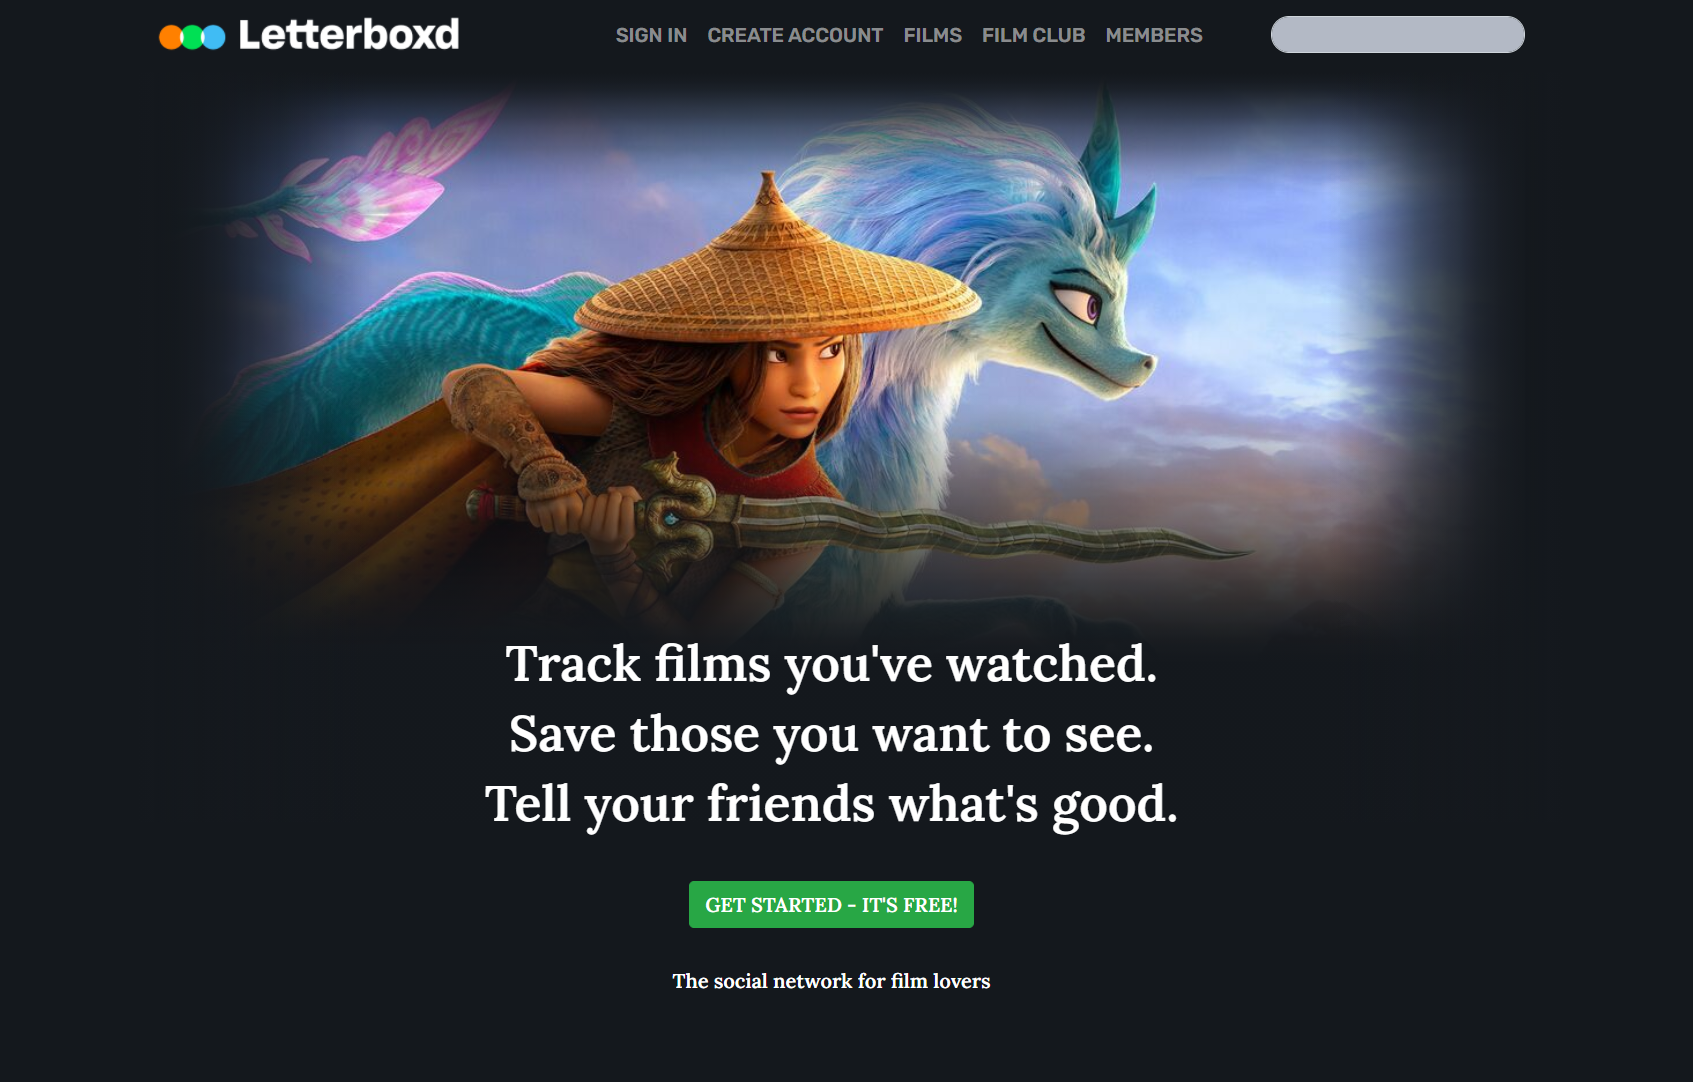 Letterboxd
SIGN IN CREATE ACCOUNT FILMS FILM CLUB MEMBERS
Track films you've watched.
Save those you want to see.
Tell your friends what's good.
GET STARTED - IT'S FREE!
The social network for film lovers